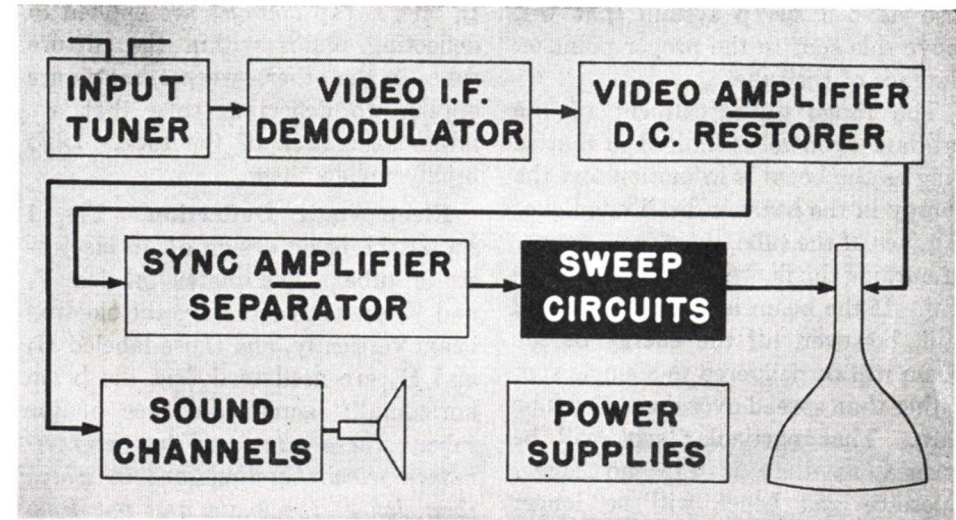 INPUT
TUNER
VIDEO I.F.
DEMODULATOR
VIDEO AMPLIFIER
D.C. RESTORER
SYNC AMPLIFIER
SEPARATOR
SWEEP
CIRCUITS
SOUND
CHANNELS
POWER
SUPPLIES